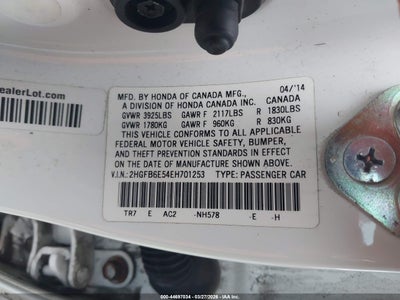 ealerLot.com
MFD. BY HONDA OF CANADA MFG., 04/'14
A DIVISION OF HONDA CANADA INC. CANADA
GVWR 3925LBS GAWR F 2117LBS R 1830LBS
GVWR 1780KG GAWR F 960KG R 830KG
THIS VEHICLE CONFORMS TO ALL APPLICABLE
FEDERAL MOTOR VEHICLE SAFETY, BUMPER,
AND THEFT PREVENTION STANDARDS IN EFFECT
ON THE DATE OF MANUFACTURE SHOWN ABOVE.
V.I.N.: 2HGFB6E54EH701253 TYPE: PASSENGER CAR
TR7 E AC2 -NH578 -E -H
© 44697034 - 03/27/2026 - IAA, Inc.